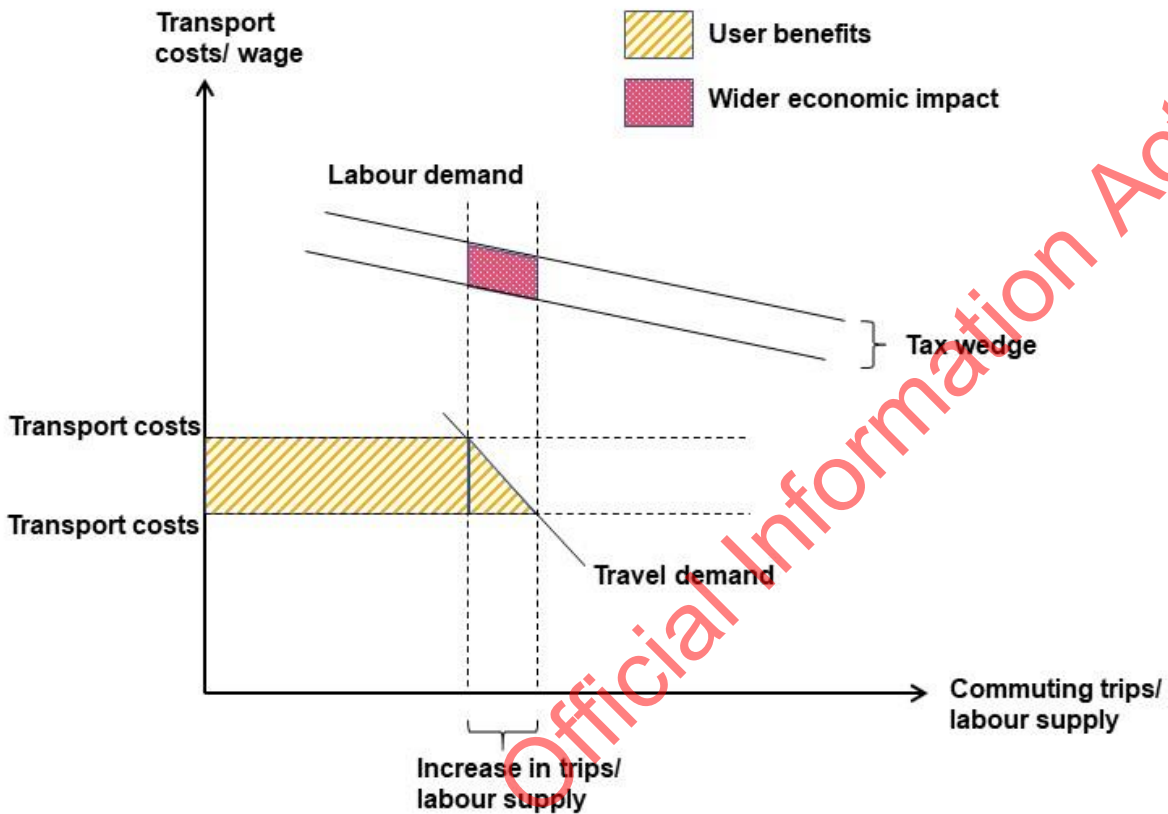 Transport
costs/ wage
User benefits
Wider economic impact
Labour demand
Tax wedge
Transport costs
Transport costs
Travel demand
Commuting trips/
labour supply
Increase in trips/
labour supply
Official Information Act